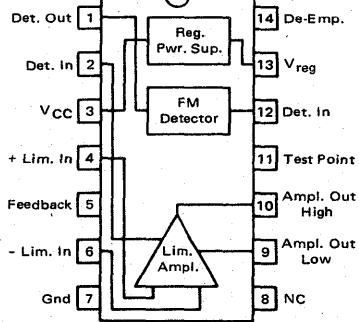 Det. Out 1
Det. In 2
VCC 3
+ Lim. In 4
Feedback 5
- Lim. In 6
Gnd 7
Reg.
Pwr. Sup.
FM
Detector
Lim.
Ampl.
14 De-Emp.
13 Vreg
12 Det. In
11 Test Point
10 Ampl. Out
High
9 Ampl. Out
Low
8 NC